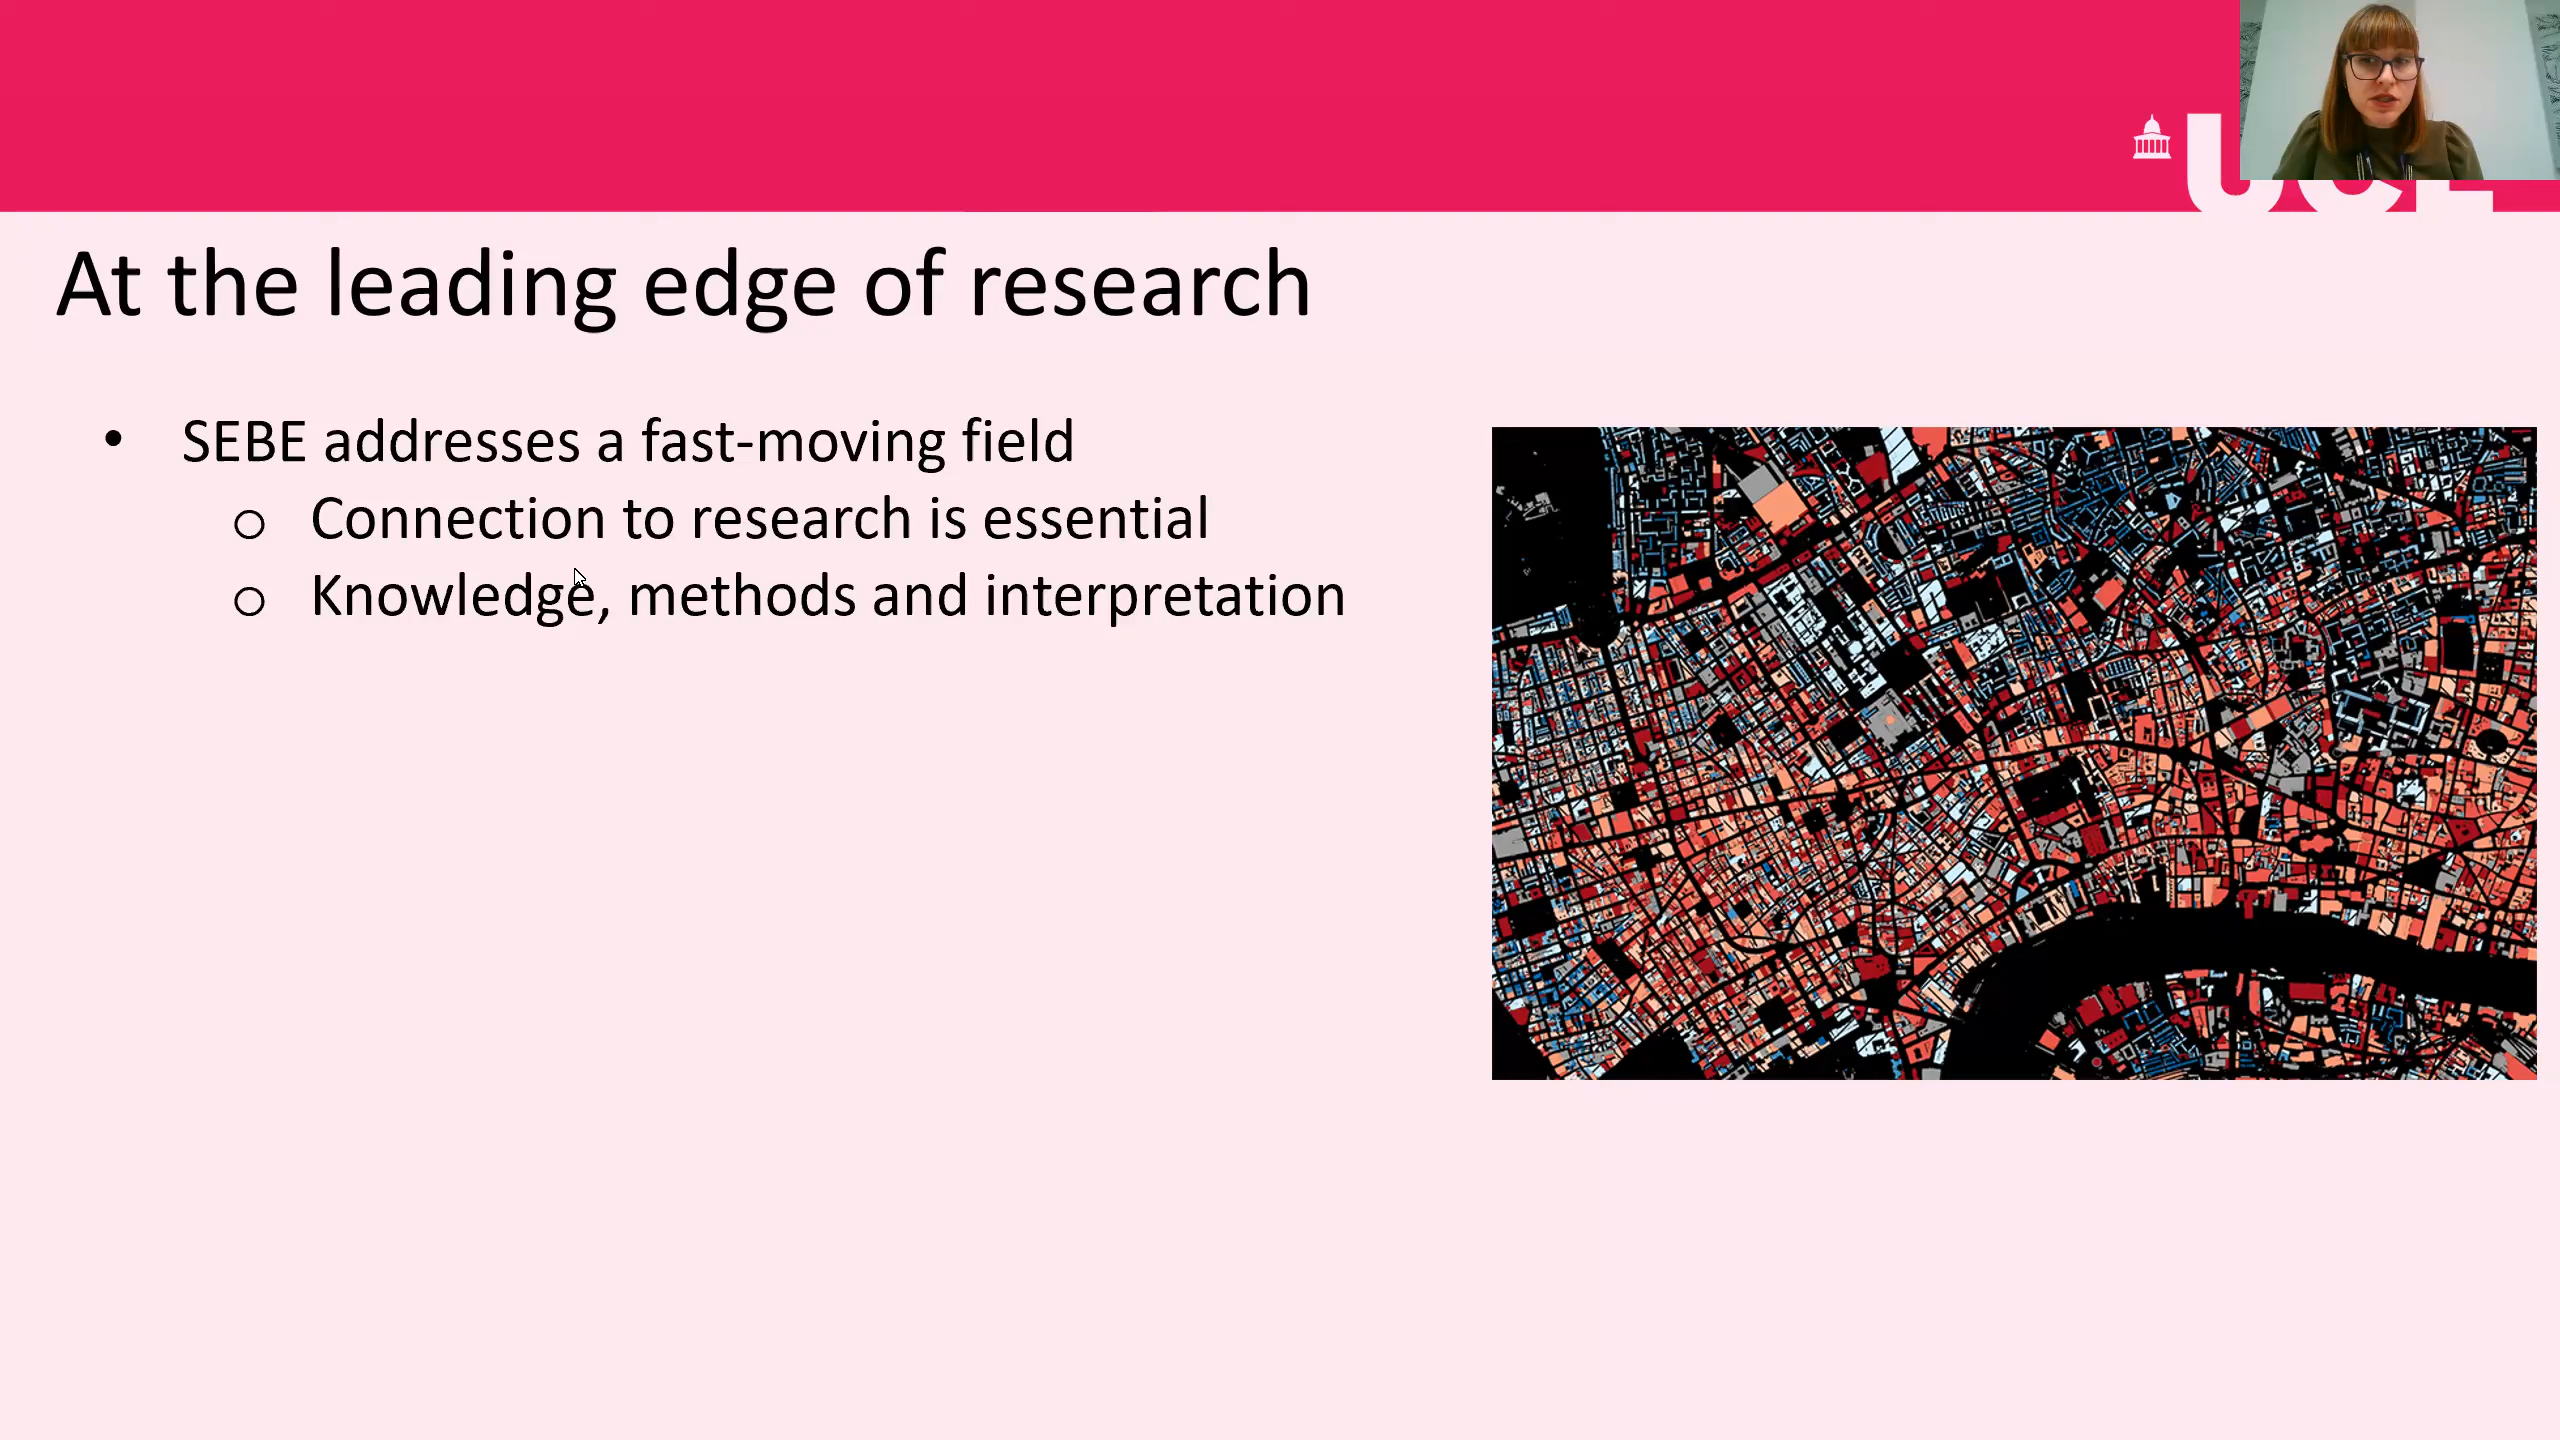 UCL
At the leading edge of research
• SEBE addresses a fast-moving field
o Connection to research is essential
o Knowledge, methods and interpretation